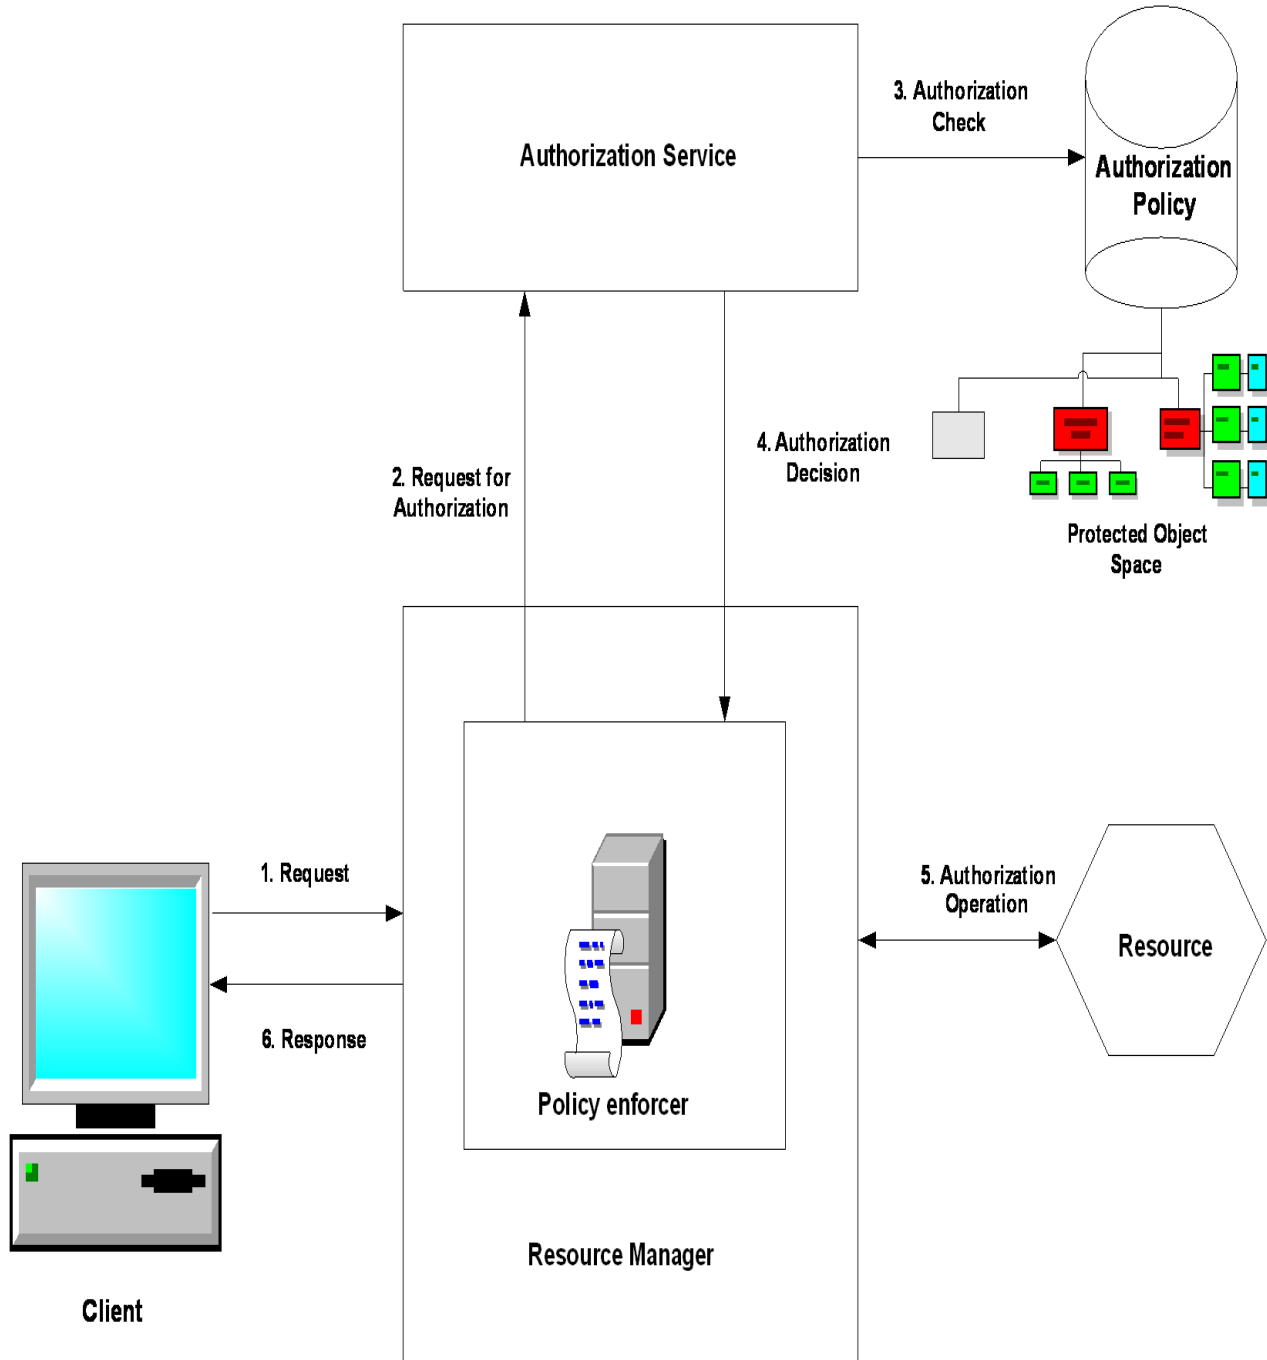 3. Authorization
Check
Authorization Service
Authorization
Policy
4. Authorization
Decision
2. Request for
Authorization
Protected Object
Space
1. Request
5. Authorization
Operation
Resource
6. Response
Policy enforcer
Resource Manager
Client